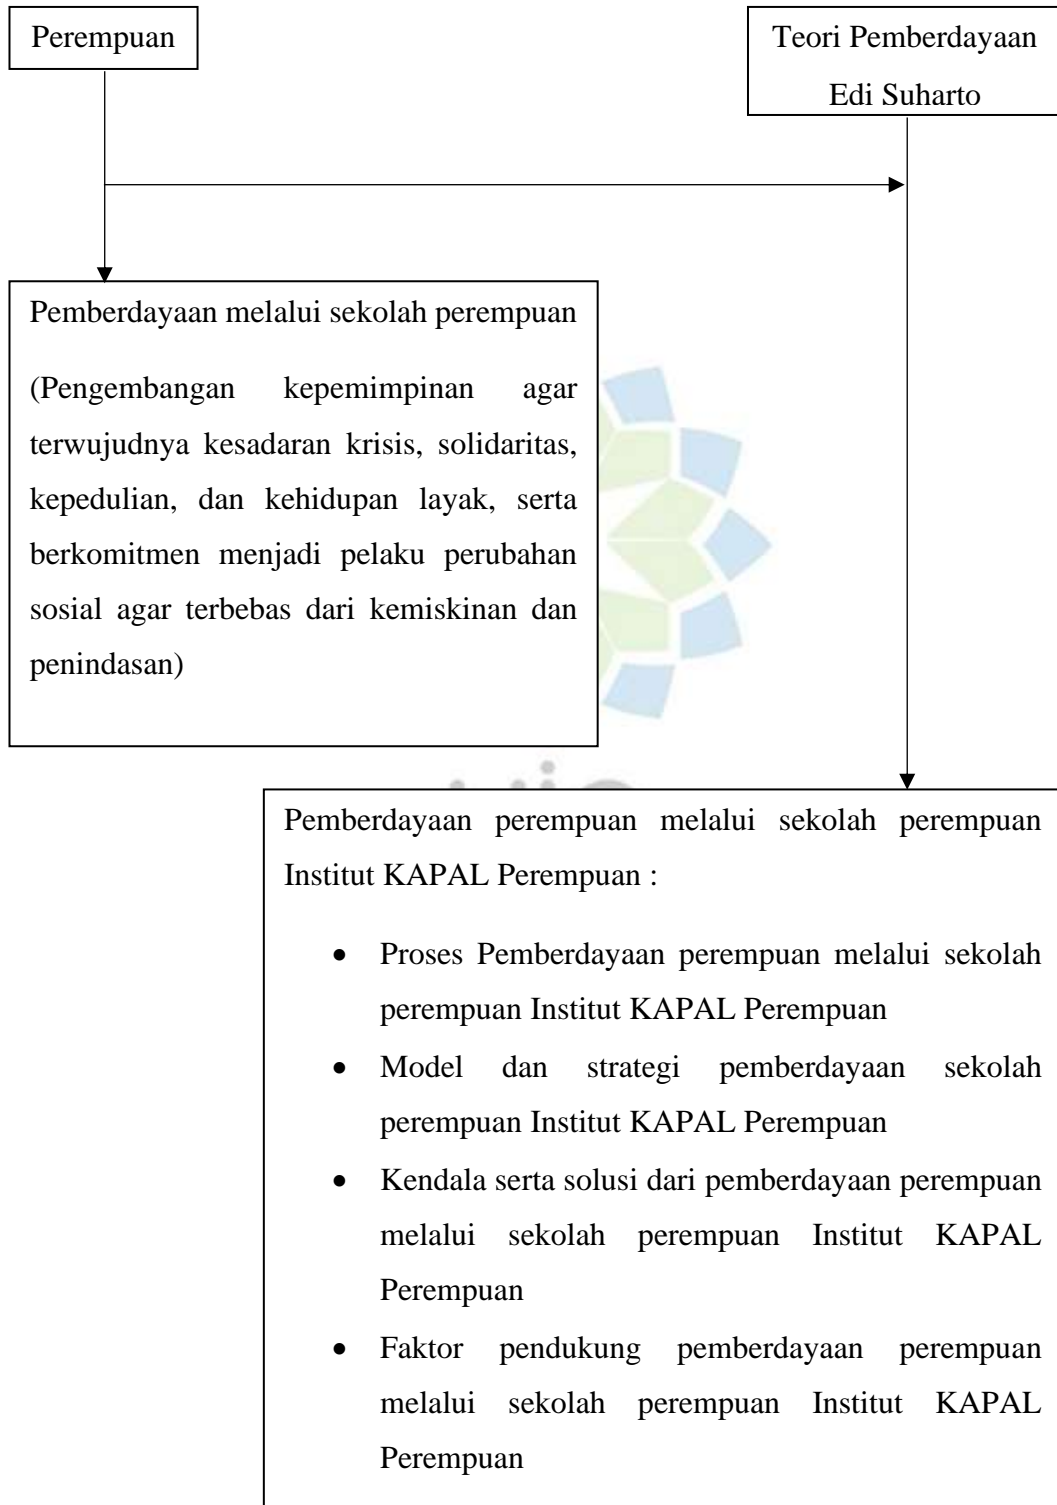 Perempuan
Teori Pemberdayaan
Edi Suharto
Pemberdayaan melalui sekolah perempuan
(Pengembangan kepemimpinan agar
terwujudnya kesadaran krisis, solidaritas,
kepedulian, dan kehidupan layak, serta
berkomitmen menjadi pelaku perubahan
sosial agar terbebas dari kemiskinan dan
penindasan)
Pemberdayaan perempuan melalui sekolah perempuan
Institut KAPAL Perempuan :
• Proses Pemberdayaan perempuan melalui sekolah
perempuan Institut KAPAL Perempuan
• Model dan strategi pemberdayaan sekolah
perempuan Institut KAPAL Perempuan
• Kendala serta solusi dari pemberdayaan perempuan
melalui sekolah perempuan Institut KAPAL
Perempuan
• Faktor pendukung pemberdayaan perempuan
melalui sekolah perempuan Institut KAPAL
Perempuan